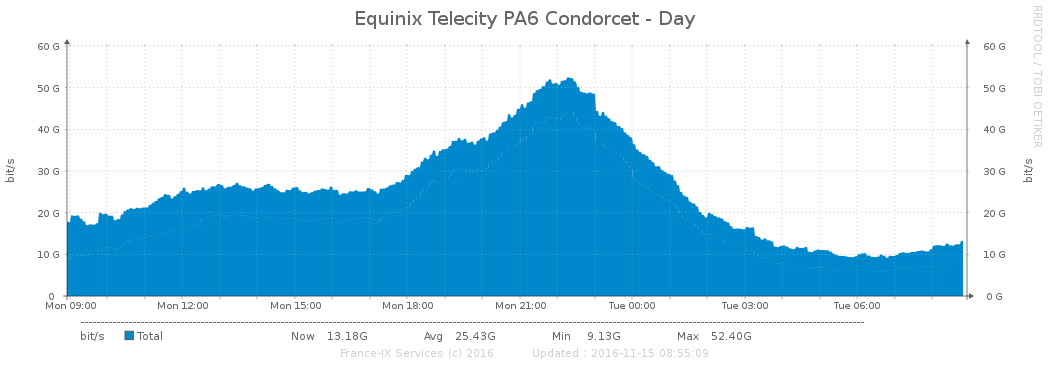 Equinix Telecity PA6 Condorcet - Day
RRDTOOL / TOBI OETIKER
bit/s
bit/s
60 G 60 G
50 G 50 G
40 G 40 G
30 G 30 G
20 G 20 G
10 G 10 G
0 0 G
Mon 09:00 Mon 12:00 Mon 15:00 Mon 18:00 Mon 21:00 Tue 00:00 Tue 03:00 Tue 06:00
bit/s Total Now 13.18G Avg 25.43G Min 9.13G Max 52.40G
France-IX Services (c) 2016 Updated : 2016-11-15 08:55:09